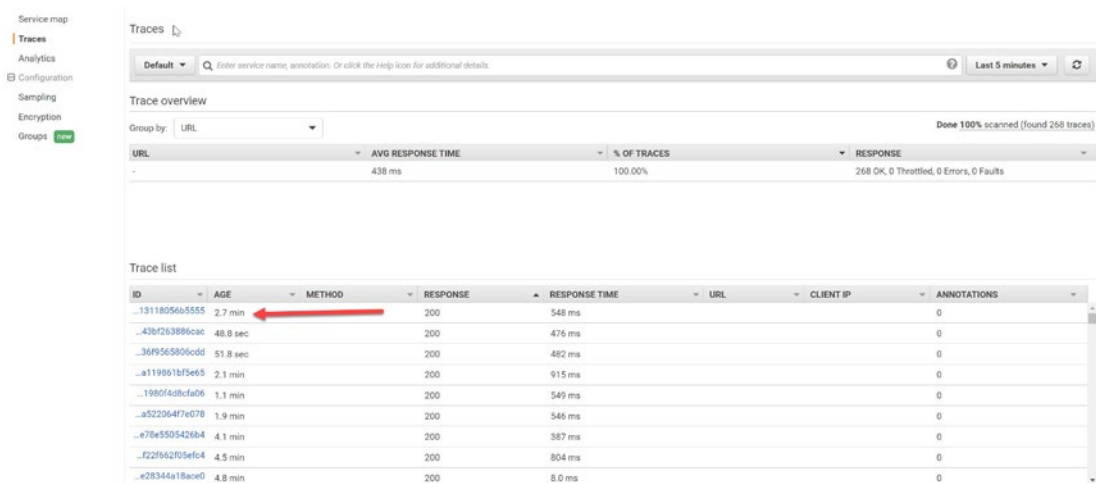 Service map
Traces
Analytics
Configuration
Sampling
Encryption
Groups new
Traces
Default Enter service name, annotation. Or click the Help icon for additional details. Last 5 minutes
Trace overview
Group by: URL
Done 100% scanned (found 268 traces)
URL AVG RESPONSE TIME % OF TRACES RESPONSE
- 438 ms 100.00% 268 OK, 0 Throttled, 0 Errors, 0 Faults
Trace list
ID AGE METHOD RESPONSE RESPONSE TIME URL CLIENT IP ANNOTATIONS
...13118056b5555 2.7 min 200 548 ms 0
...43bf263886cac 48.8 sec 200 476 ms 0
...36f9565806cdd 51.8 sec 200 482 ms 0
...a119861bf5e65 2.1 min 200 915 ms 0
...1980f4d8cfa06 1.1 min 200 549 ms 0
...a522064f7e078 1.9 min 200 546 ms 0
...e78e5505426b4 4.1 min 200 387 ms 0
...f22f662f05efc4 4.5 min 200 804 ms 0
...e28344a18ace0 4.8 min 200 8.0 ms 0